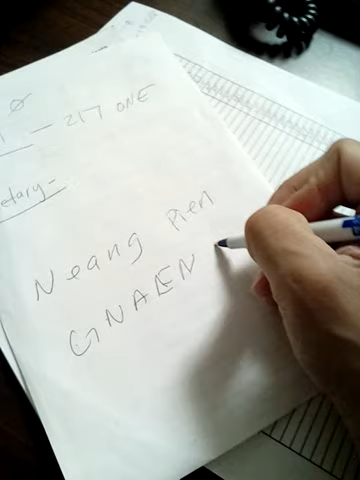 — 217 ONE
etary-
Neang Pien
GNAEN